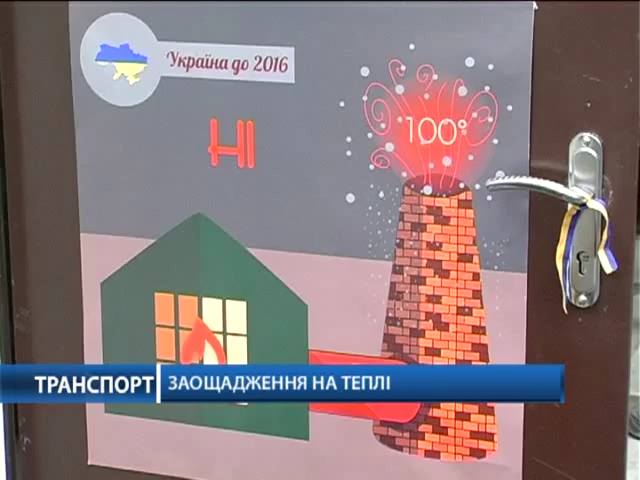 Україна до 2016
НІ
100°
ТРАНСПОРТ
ЗАОЩАДЖЕННЯ НА ТЕПЛІ